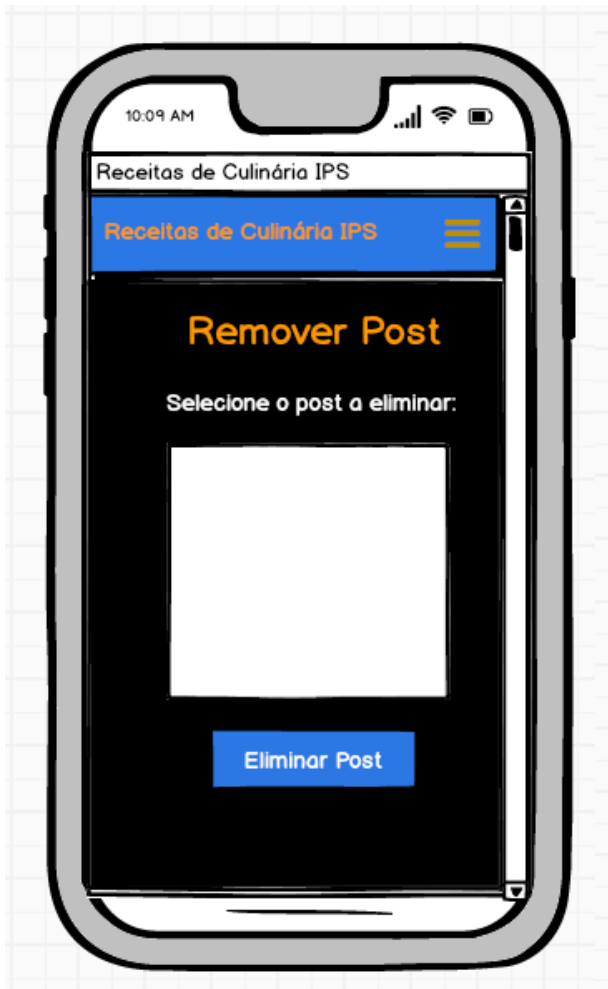 10:09 AM
Receitas de Culinária IPS
Receitas de Culinária IPS
Remover Post
Selecione o post a eliminar:
Eliminar Post